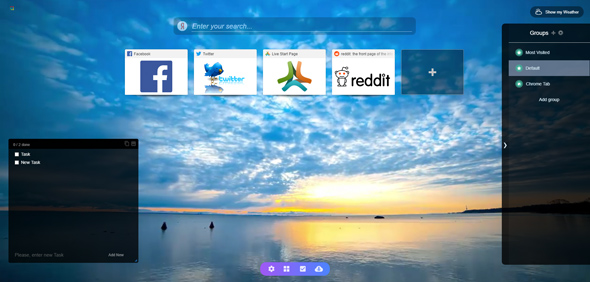 Show my Weather
Enter your search...
Groups
Facebook
Twitter
Live Start Page
reddit: the front page of the
twitter
reddit
Most Visited
Default
Chrome Tab
Add group
0 / 2 done
Task
New Task
Please, enter new Task
Add New